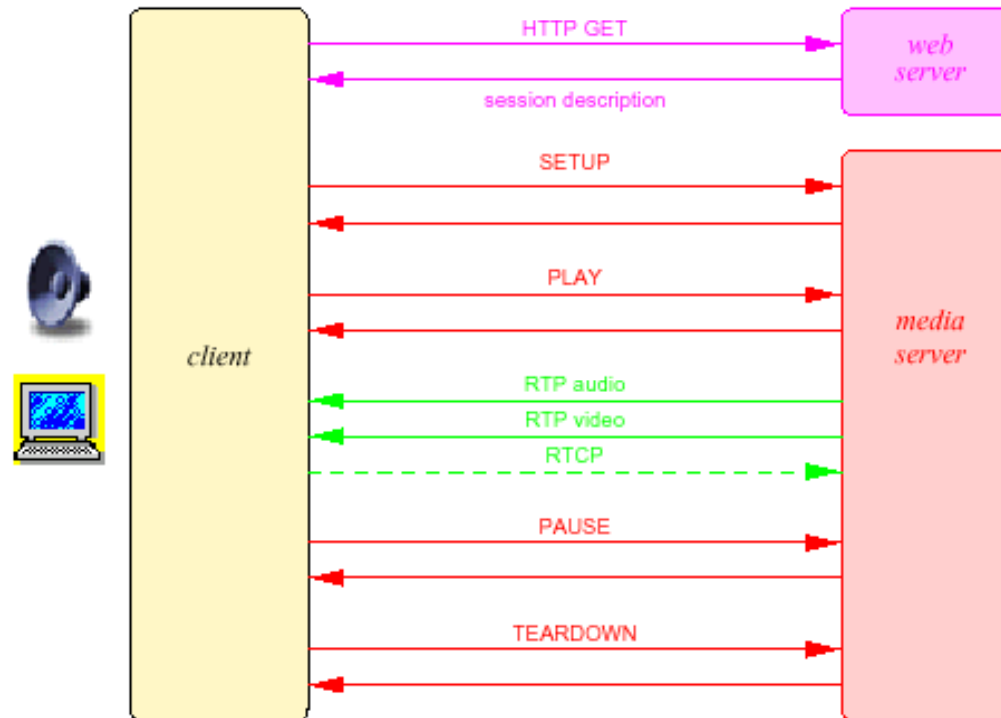 HTTP GET
web
server
session description
SETUP
PLAY
media
server
client
RTP audio
RTP video
RTCP
PAUSE
TEARDOWN